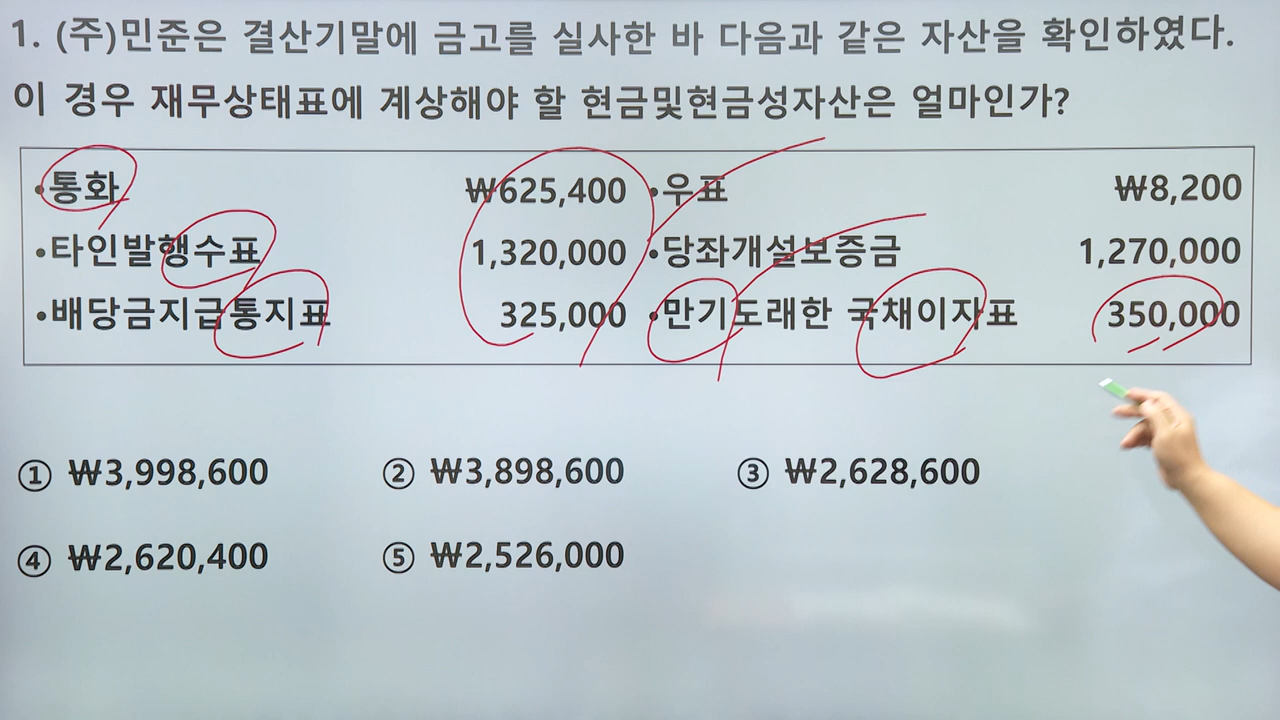 1. (주)민준은 결산기말에 금고를 실사한 바 다음과 같은 자산을 확인하였다.
이 경우 재무상태표에 계상해야 할 현금및현금성자산은 얼마인가?
•통화 ₩625,400 •우표 ₩8,200
•타인발행수표 1,320,000 •당좌개설보증금 1,270,000
•배당금지급통지표 325,000 •만기도래한 국채이자표 350,000
① ₩3,998,600 ② ₩3,898,600 ③ ₩2,628,600
④ ₩2,620,400 ⑤ ₩2,526,000